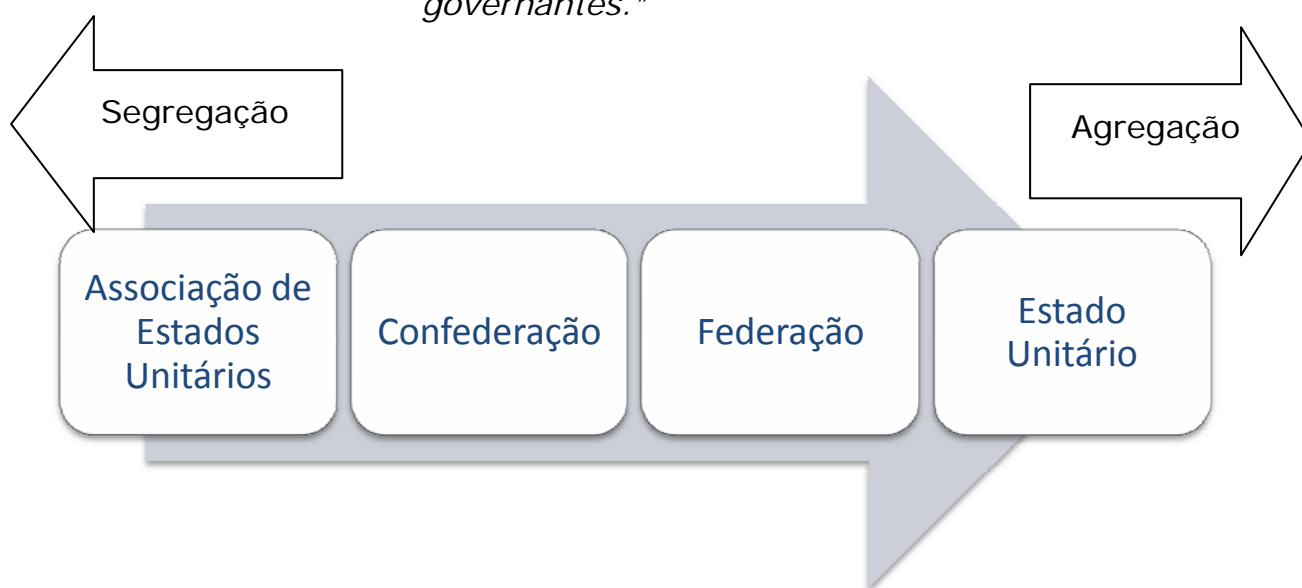 governantes."
Segregação
Agregação
Associação de
Estados
Unitários
Confederação
Federação
Estado
Unitário